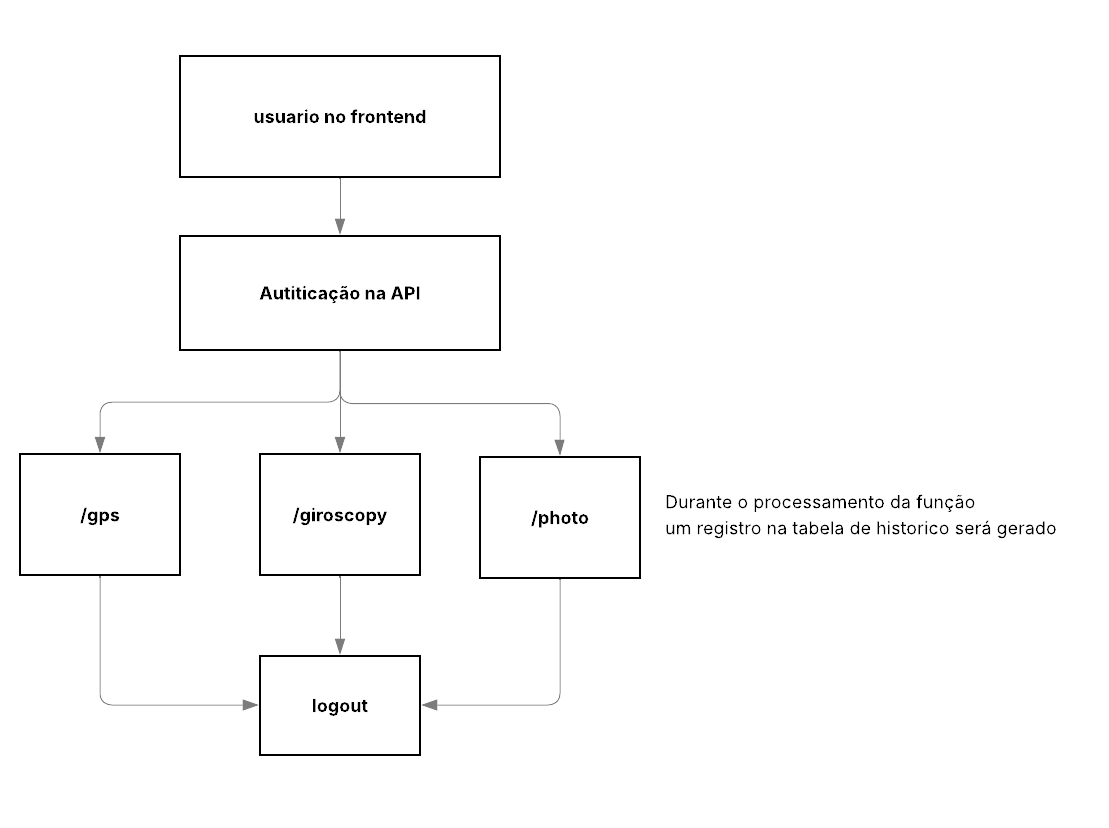 usuario no frontend
Autiticação na API
/gps
/giroscopy
/photo
Durante o processamento da função
um registro na tabela de historico será gerado
logout